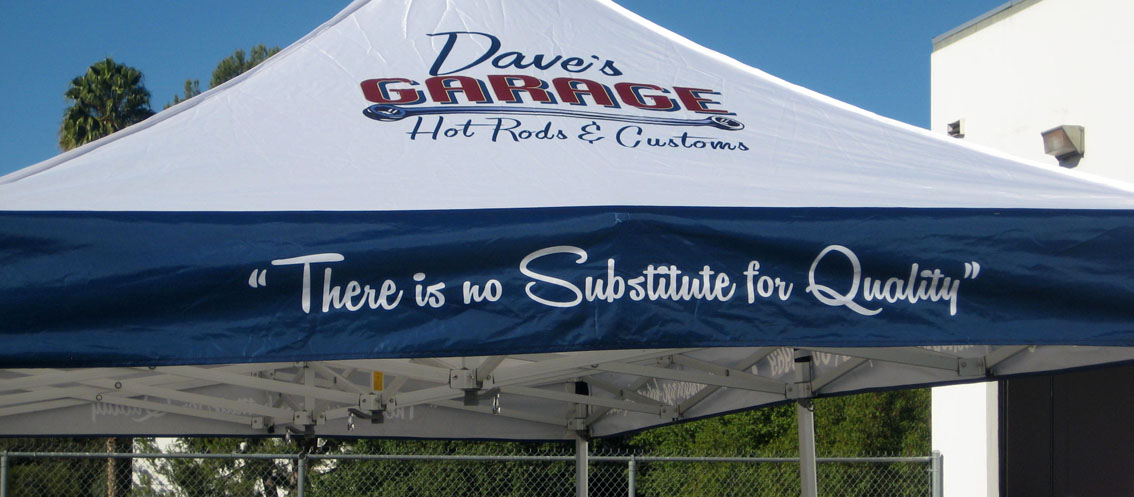 Dave's
GARAGE
Hot Rods & Customs
"There is no Substitute for Quality"